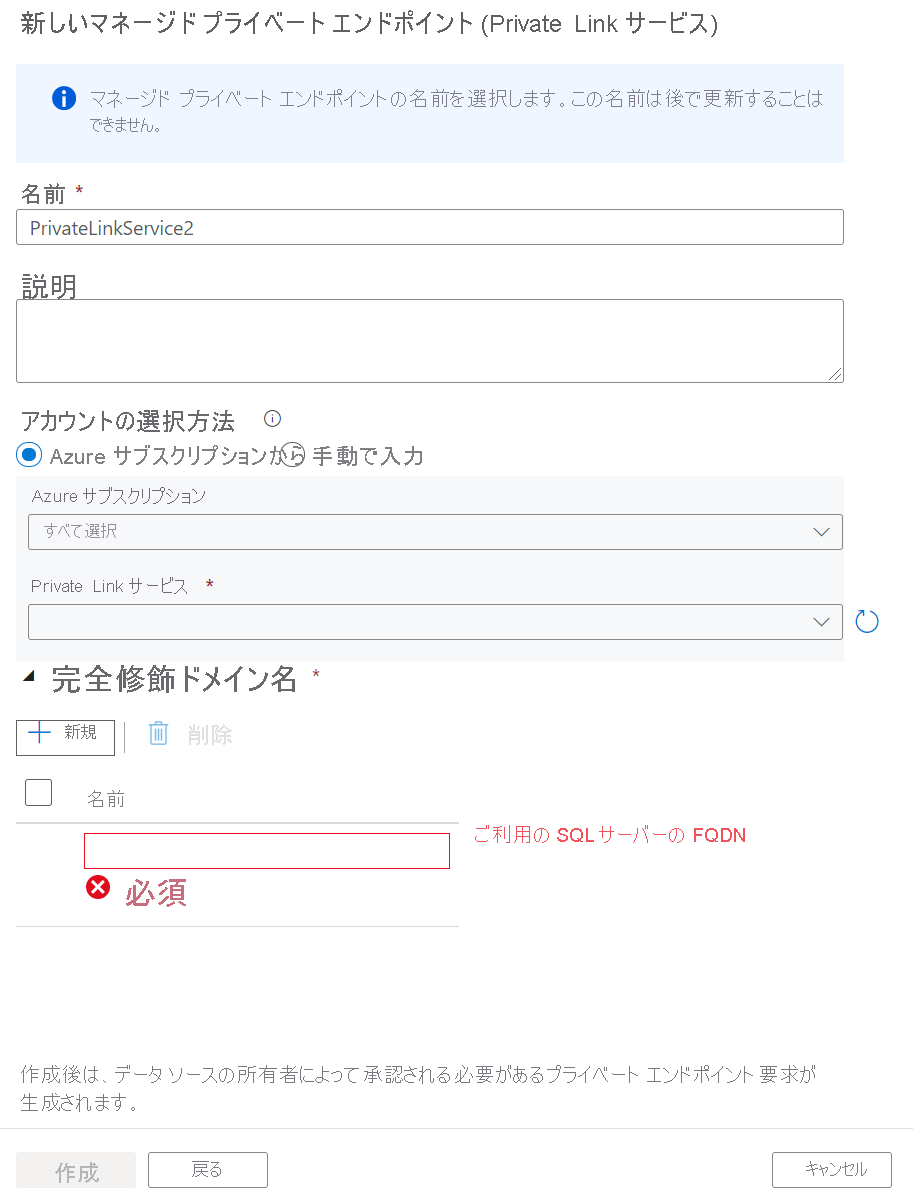 新しいマネージド プライベート エンドポイント (Private Link サービス)
マネージド プライベート エンドポイントの名前を選択します。この名前は後で更新することは
できません。
名前 *
PrivateLinkService2
説明
アカウントの選択方法
Azure サブスクリプションから 手動で入力
Azure サブスクリプション
すべて選択
Private Link サービス *
完全修飾ドメイン名 *
新規 削除
名前
ご利用の SQL サーバーの FQDN
必須
作成後は、データ ソースの所有者によって承認される必要があるプライベート エンドポイント要求が
生成されます。
作成 戻る キャンセル